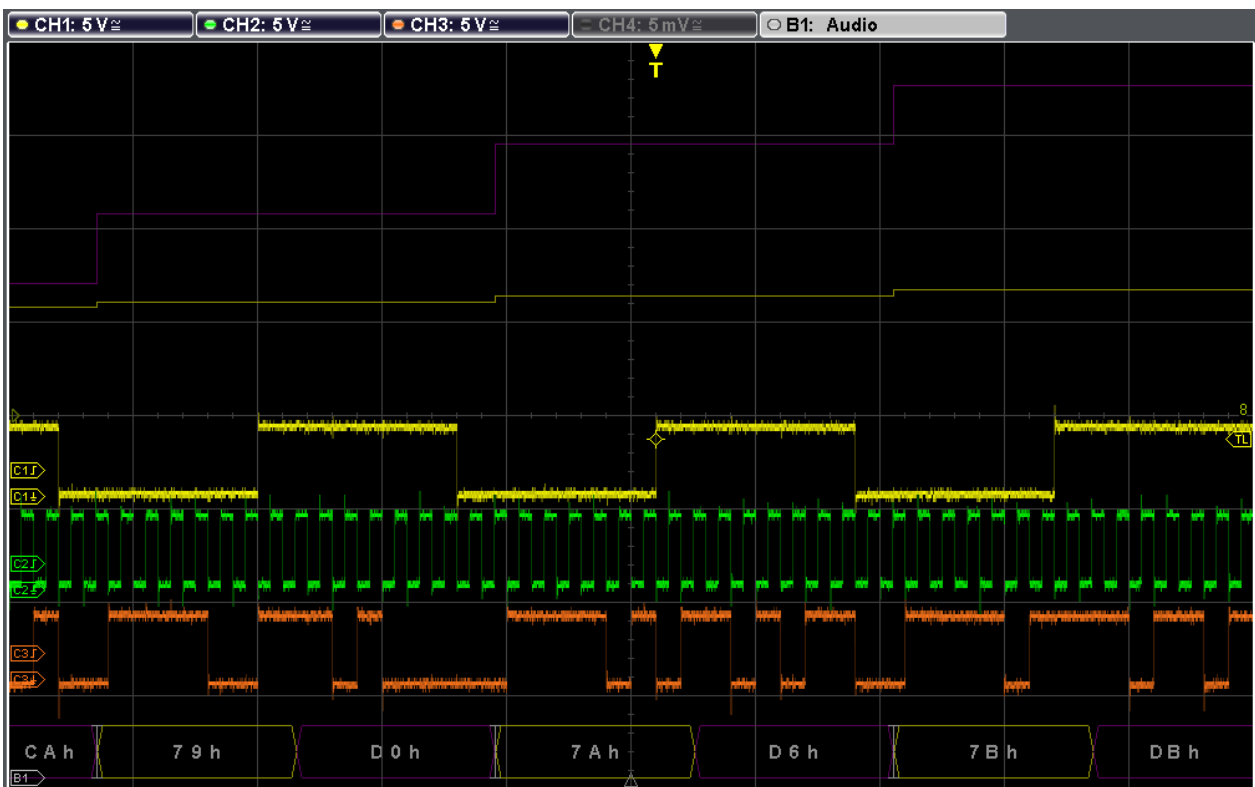 CH1: 5 V≅ CH2: 5 V≅ CH3: 5 V≅ CH4: 5 mV≅ B1: Audio
T
8
TL
C1
C1
C2
C2
C3
C3
CAh 79h D0h 7Ah D6h 7Bh DBh
B1